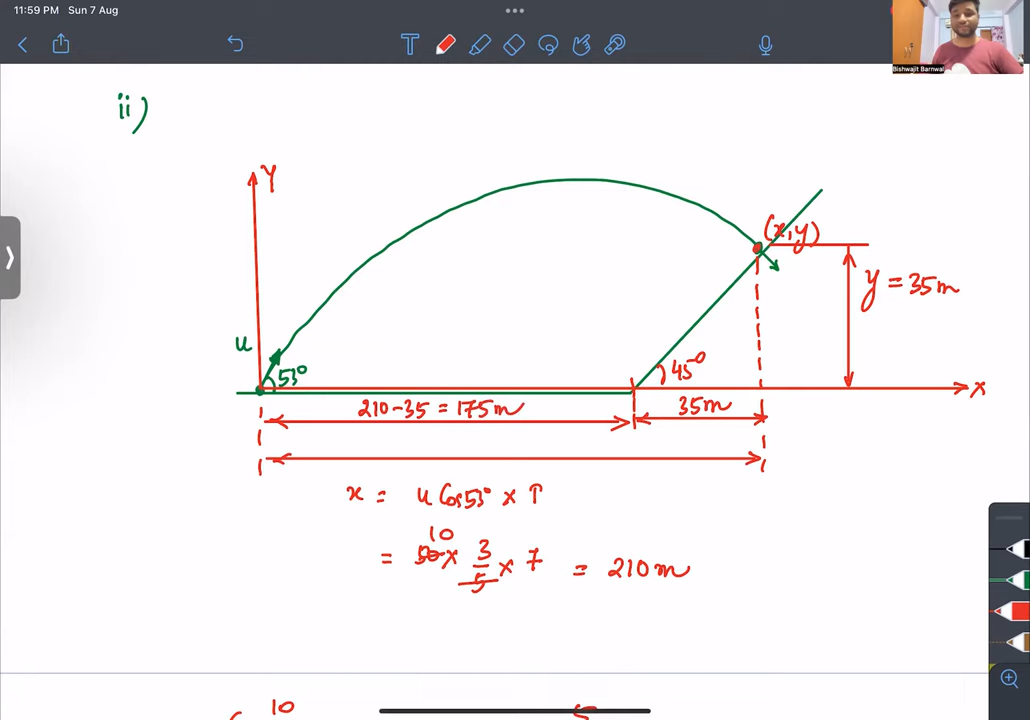 11:59 PM Sun 7 Aug
Bishwajit Barnwal
ii)
Y
(x,y)
y = 35m
u
53°
45°
x
210-35 = 175m
35m
x = u Cos53° × T
10
= 50 × 3/5 × 7 = 210m
10